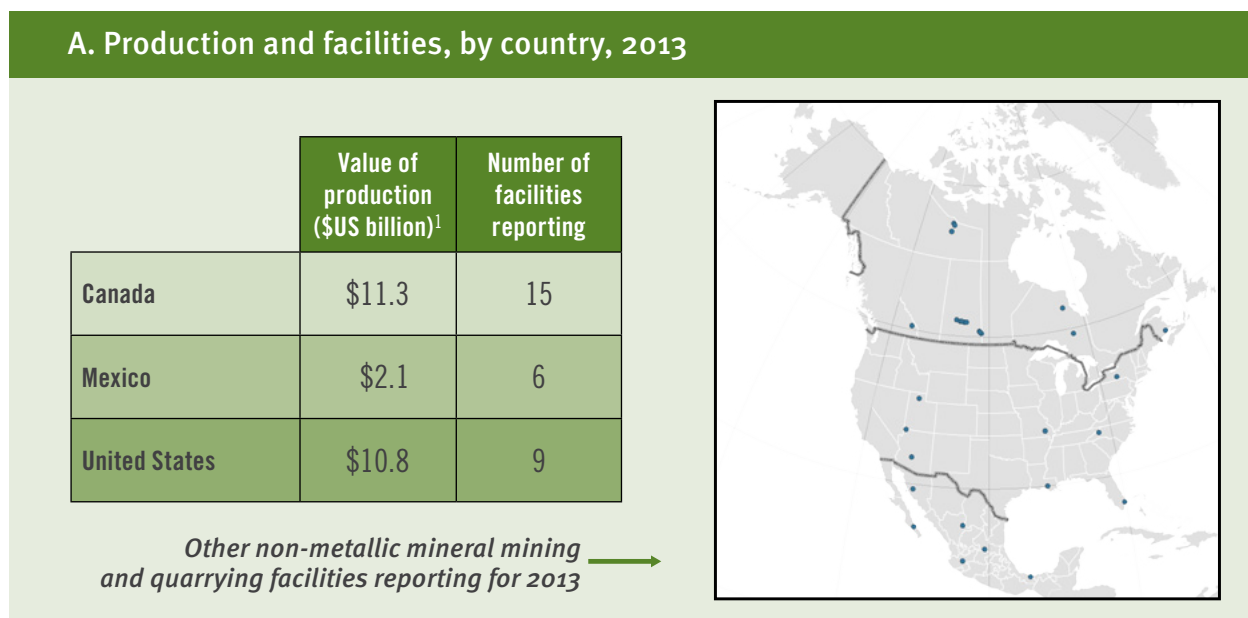 A. Production and facilities, by country, 2013
Value of
production
($US billion)1
Number of
facilities
reporting
Canada
$11.3
15
Mexico
$2.1
6
United States
$10.8
9
Other non-metallic mineral mining
and quarrying facilities reporting for 2013